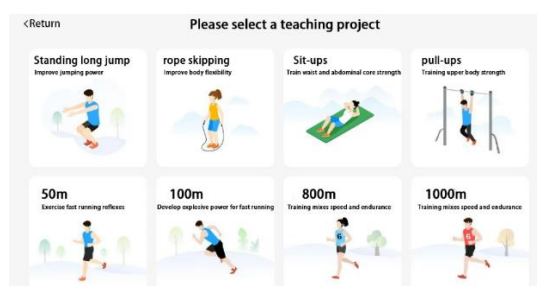 <Return
Please select a teaching project
Standing long jump
Improve jumping power
rope skipping
Improve body flexibility
Sit-ups
Train waist and abdominal core strength
pull-ups
Training upper body strength
50m
Exercise fast running reflexes
100m
Develop explosive power for fast running
800m
Training mixes speed and endurance
1000m
Training mixes speed and endurance
6
6